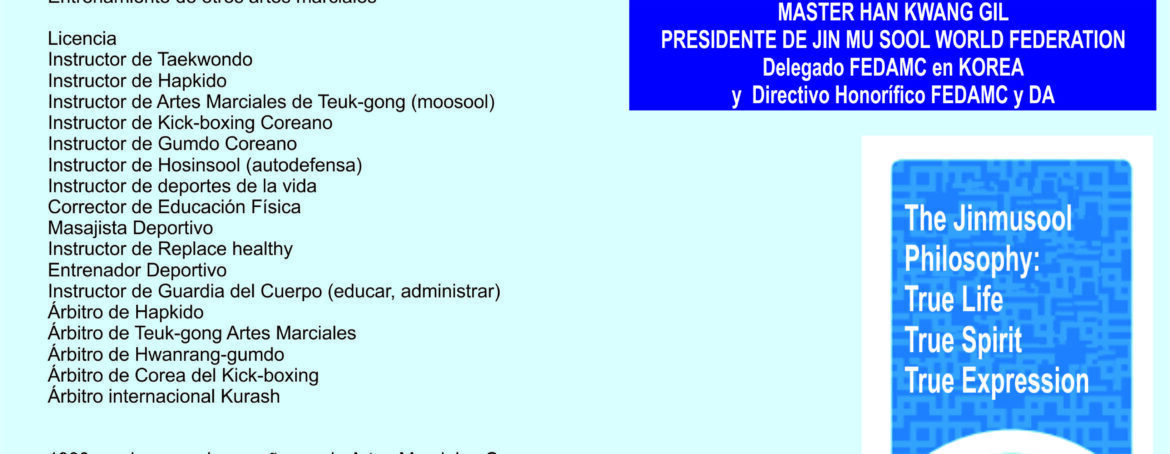 Entrenamiento de otros artes marciales
Licencia
Instructor de Taekwondo
Instructor de Hapkido
Instructor de Artes Marciales de Teuk-gong (moosool)
Instructor de Kick-boxing Coreano
Instructor de Gumdo Coreano
Instructor de Hosinsool (autodefensa)
Instructor de deportes de la vida
Corrector de Educación Física
Masajista Deportivo
Instructor de Replace healthy
Entrenador Deportivo
Instructor de Guardia del Cuerpo (educar, administrar)
Árbitro de Hapkido
Árbitro de Teuk-gong Artes Marciales
Árbitro de Hwanrang-gumdo
Árbitro de Corea del Kick-boxing
Árbitro internacional Kurash
MASTER HAN KWANG GIL
PRESIDENTE DE JIN MU SOOL WORLD FEDERATION
Delegado FEDAMC en KOREA
y Directivo Honorífico FEDAMC y DA
The Jinmusool
Philosophy:
True Life
True Spirit
True Expression